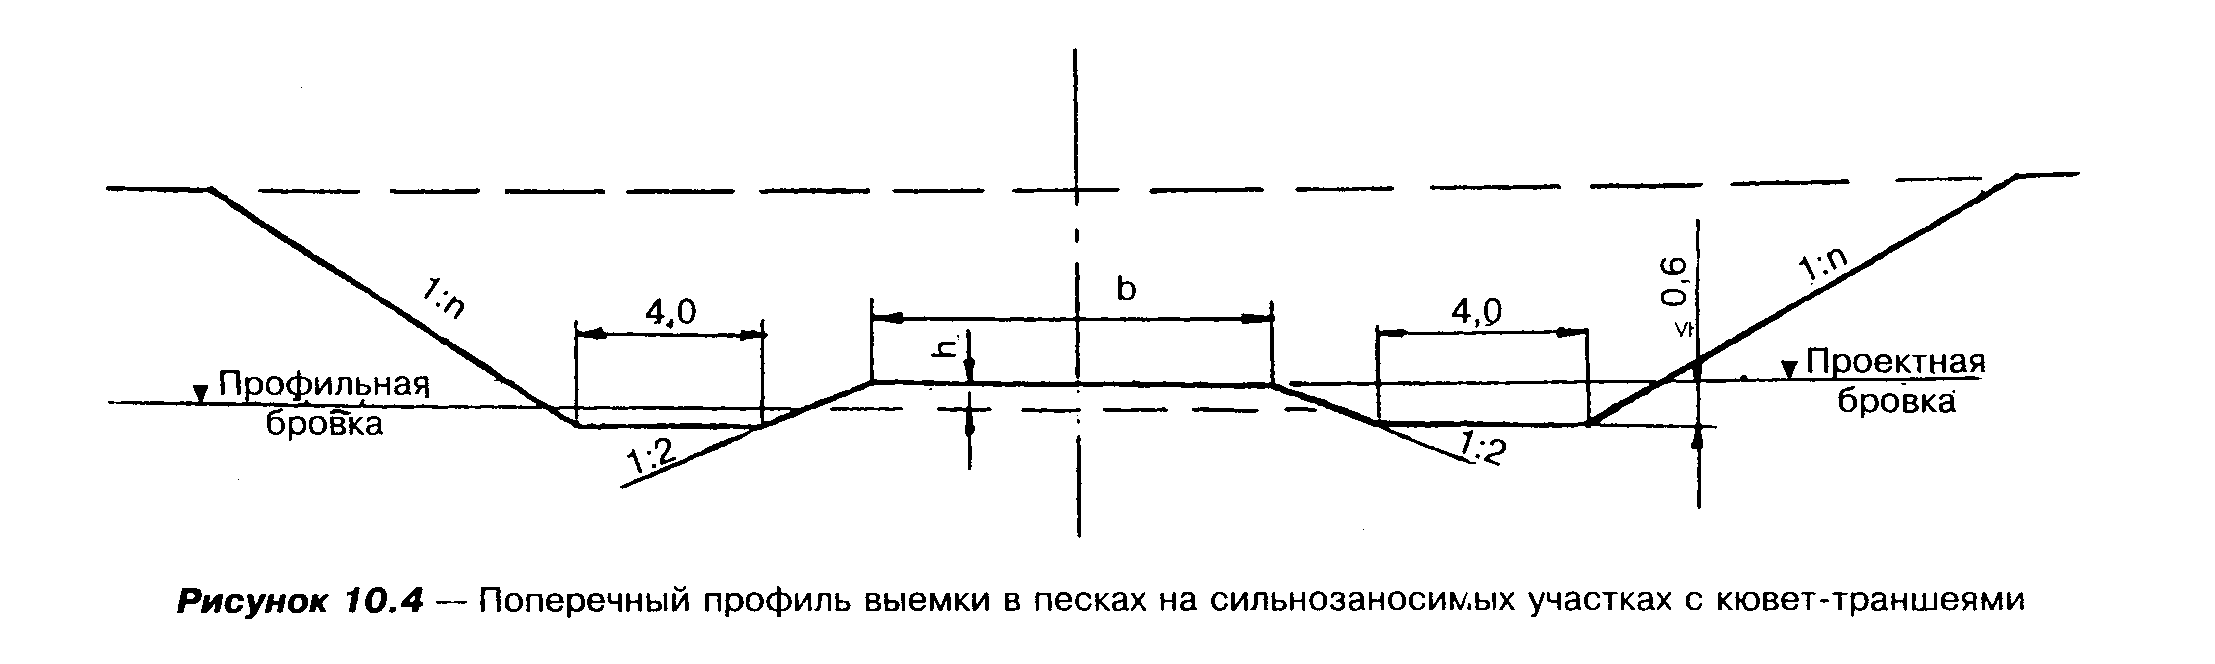 1:n
4,0
b
h
4,0
≤ 0,6
1:n
Профильная
бровка
Проектная
бровка
1:2
1:2
Рисунок 10.4 — Поперечный профиль выемки в песках на сильнозаносимых участках с кювет-траншеями